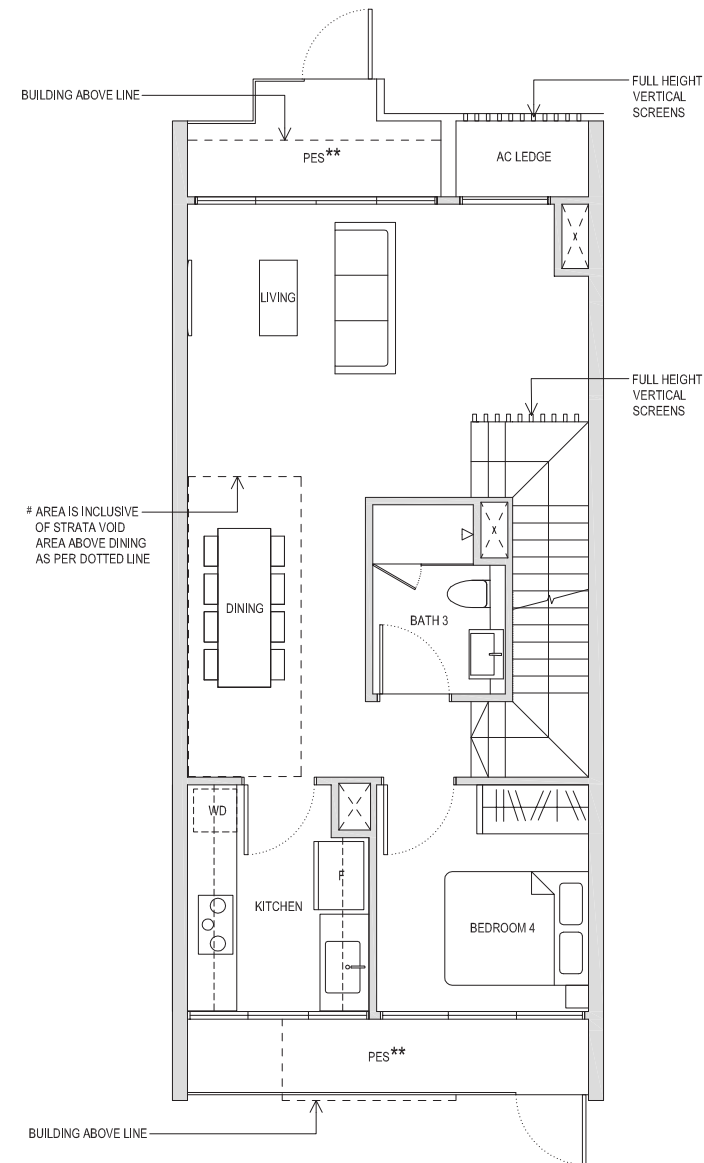 BUILDING ABOVE LINE
FULL HEIGHT
VERTICAL
SCREENS
PES**
AC LEDGE
LIVING
FULL HEIGHT
VERTICAL
SCREENS
# AREA IS INCLUSIVE
OF STRATA VOID
AREA ABOVE DINING
AS PER DOTTED LINE
DINING
BATH 3
WD
F
KITCHEN
BEDROOM 4
PES**
BUILDING ABOVE LINE